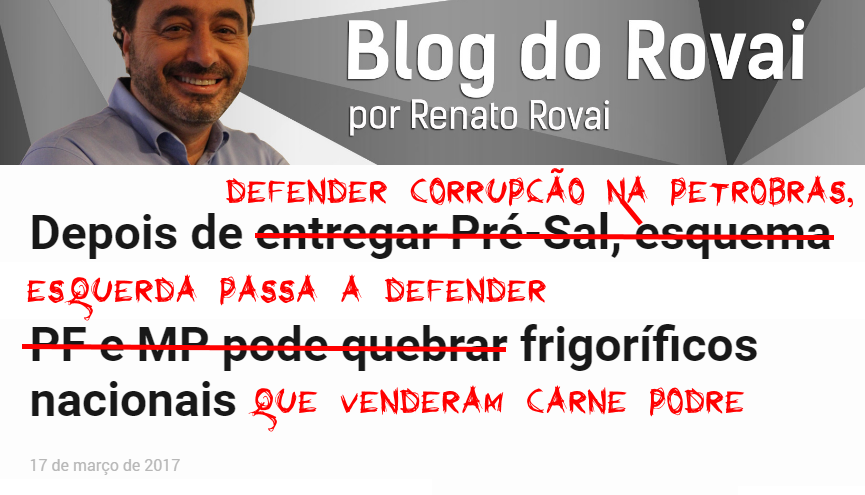 Blog do Rovai
por Renato Rovai
DEFENDER CORRUPÇÃO NA PETROBRAS,
Depois de entregar Pré-Sal, esquema
ESQUERDA PASSA A DEFENDER
PF e MP pode quebrar frigoríficos
nacionais QUE VENDERAM CARNE PODRE
17 de março de 2017